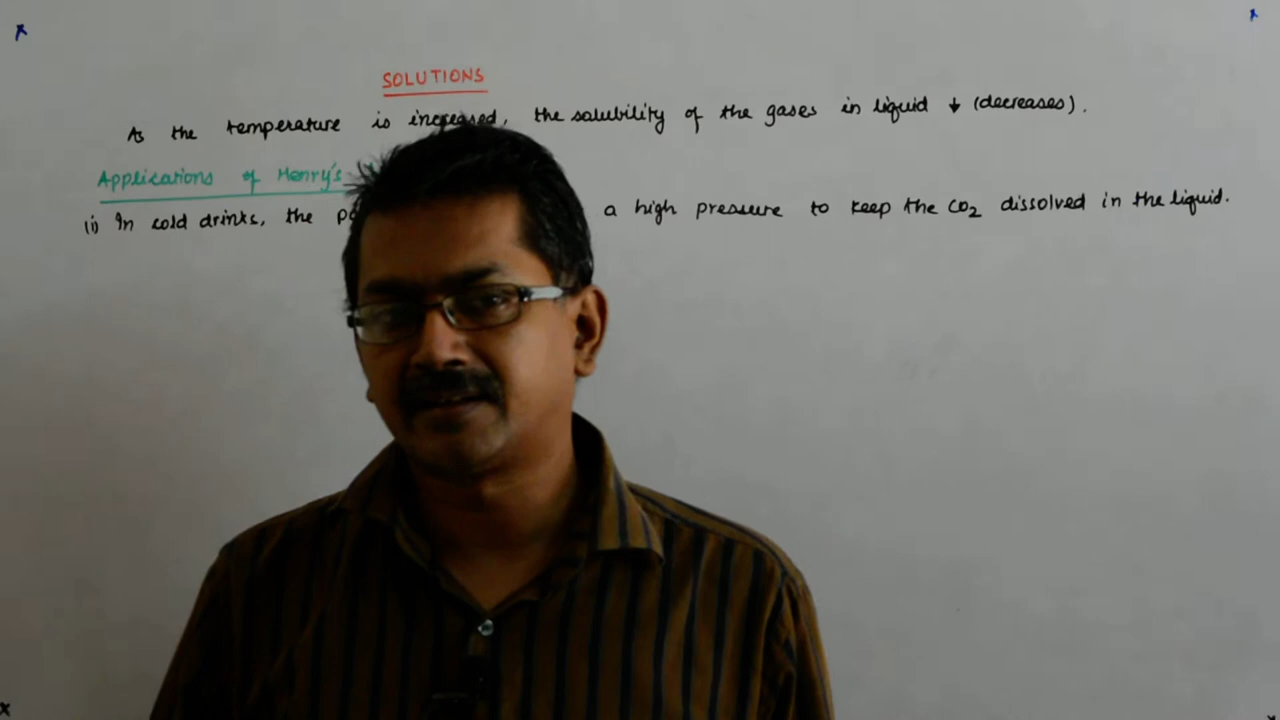 SOLUTIONS
As the temperature is increased, the solubility of the gases in liquid ↓ (decreases).
Applications of Henry's
(i) In cold drinks, the a high pressure to keep the CO2 dissolved in the liquid.